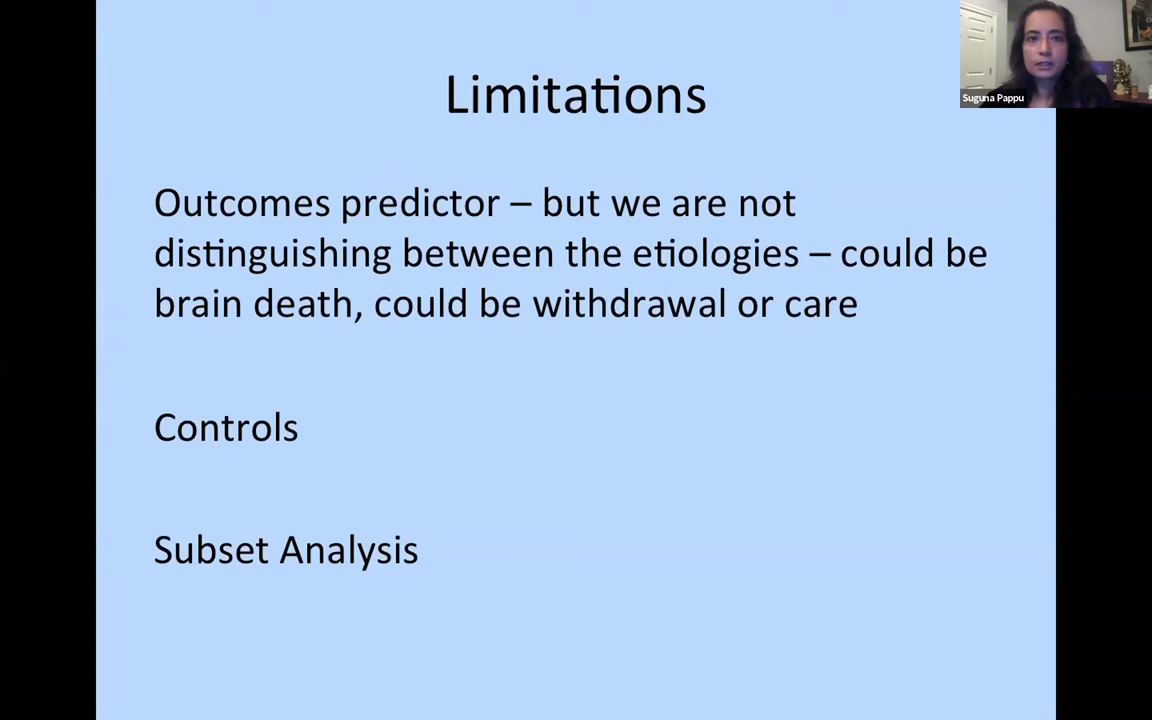 Limitations
Suguna Pappu
Outcomes predictor – but we are not
distinguishing between the etiologies – could be
brain death, could be withdrawal or care
Controls
Subset Analysis